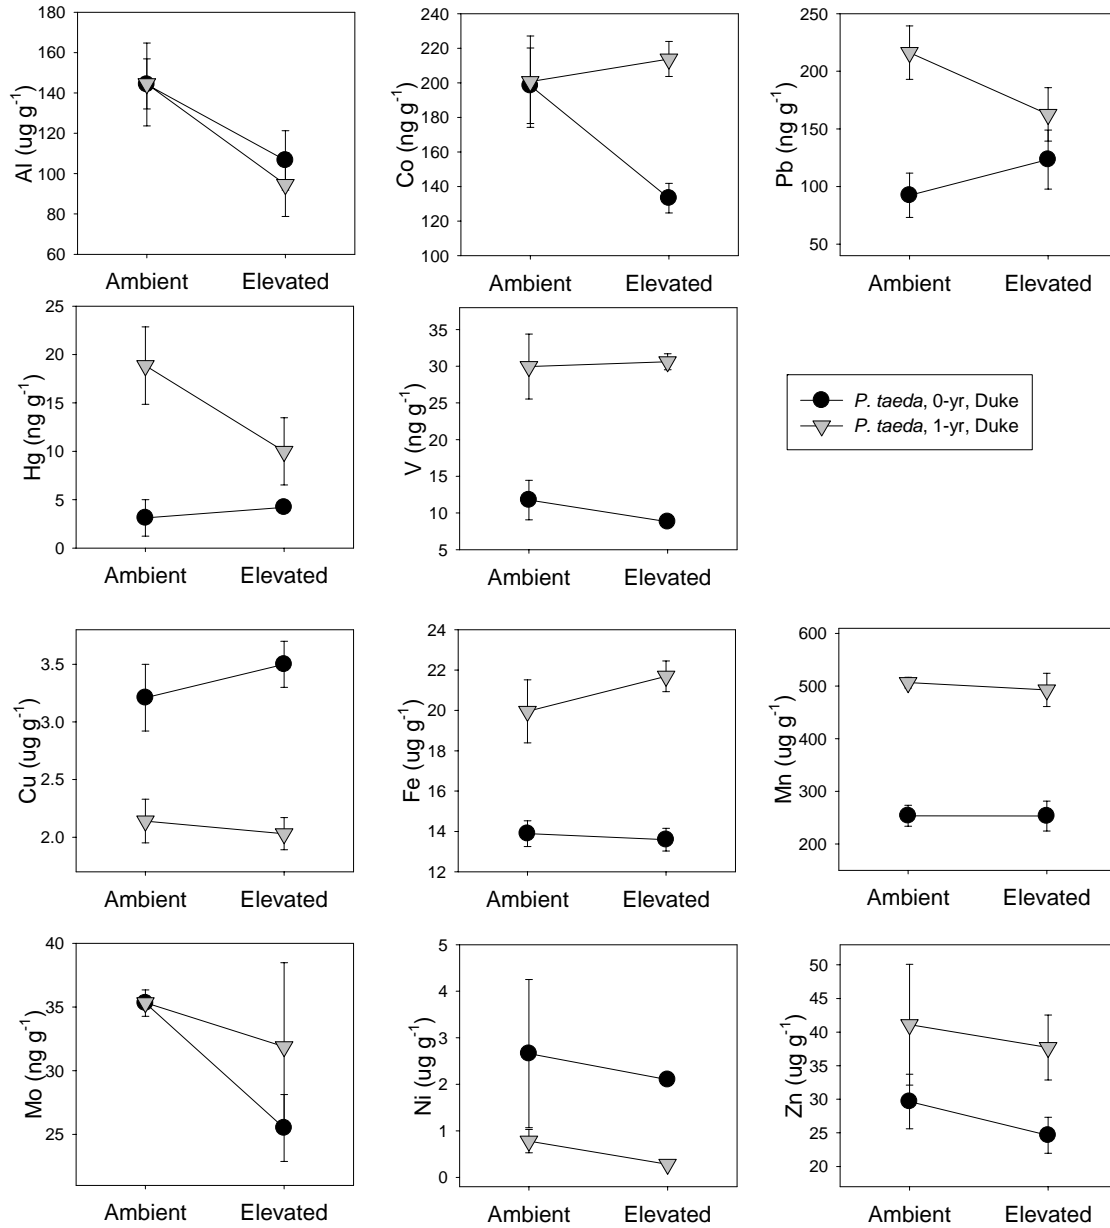 180
160
140
120
100
80
60
Al (ug g-1)
Ambient Elevated
240
220
200
180
160
140
120
100
Co (ng g-1)
Ambient Elevated
250
200
150
100
50
Pb (ng g-1)
Ambient Elevated
25
20
15
10
5
0
Hg (ng g-1)
Ambient Elevated
35
30
25
20
15
10
5
V (ng g-1)
Ambient Elevated
P. taeda, 0-yr, Duke
P. taeda, 1-yr, Duke
3.5
3.0
2.5
2.0
Cu (ug g-1)
Ambient Elevated
24
22
20
18
16
14
12
Fe (ug g-1)
Ambient Elevated
600
500
400
300
200
Mn (ug g-1)
Ambient Elevated
40
35
30
25
Mo (ng g-1)
Ambient Elevated
5
4
3
2
1
0
Ni (ug g-1)
Ambient Elevated
50
45
40
35
30
25
20
Zn (ug g-1)
Ambient Elevated